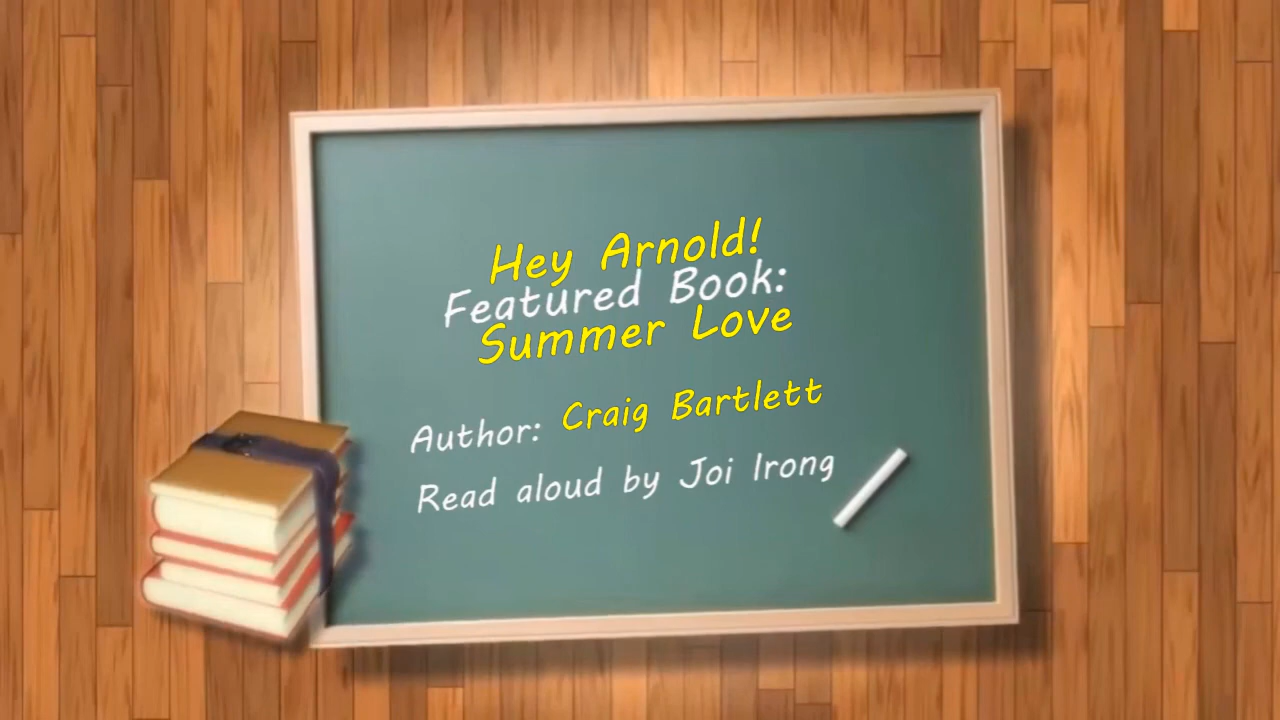 Hey Arnold!
Featured Book:
Summer Love
Author: Craig Bartlett
Read aloud by Joi Irong